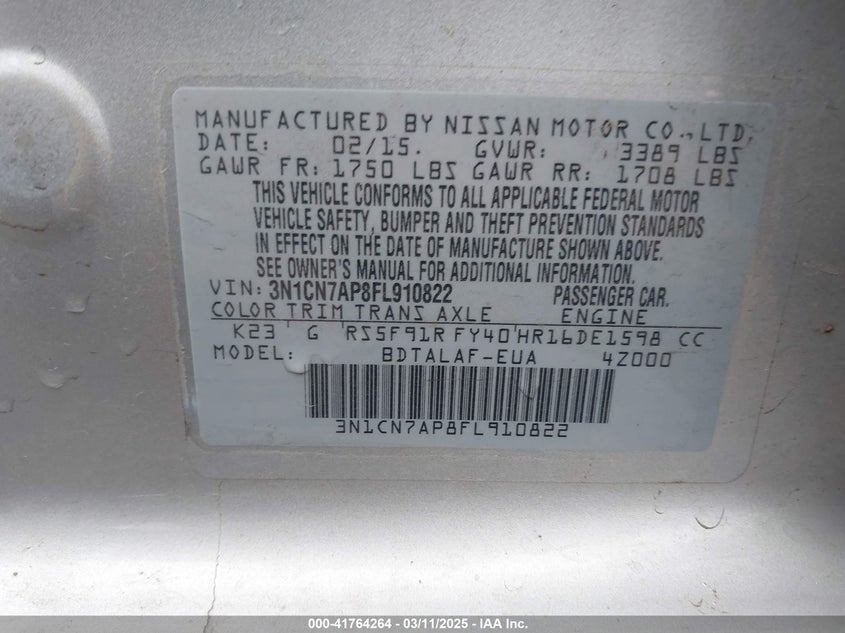 MANUFACTURED BY NISSAN MOTOR CO.,LTD.
DATE: 02/15. GVWR: 3389 LBS
GAWR FR: 1750 LBS GAWR RR: 1708 LBS
THIS VEHICLE CONFORMS TO ALL APPLICABLE FEDERAL MOTOR
VEHICLE SAFETY, BUMPER AND THEFT PREVENTION STANDARDS
IN EFFECT ON THE DATE OF MANUFACTURE SHOWN ABOVE.
SEE OWNER'S MANUAL FOR ADDITIONAL INFORMATION.
VIN: 3N1CN7AP8FL910822 PASSENGER CAR.
COLOR TRIM TRANS AXLE ENGINE
K23 G RS5F91R FY40 HR16DE1598 CC
MODEL: BDTALAF-EUA 4Z000
3N1CN7AP8FL910822
000-41764264 - 03/11/2025 - IAA Inc.